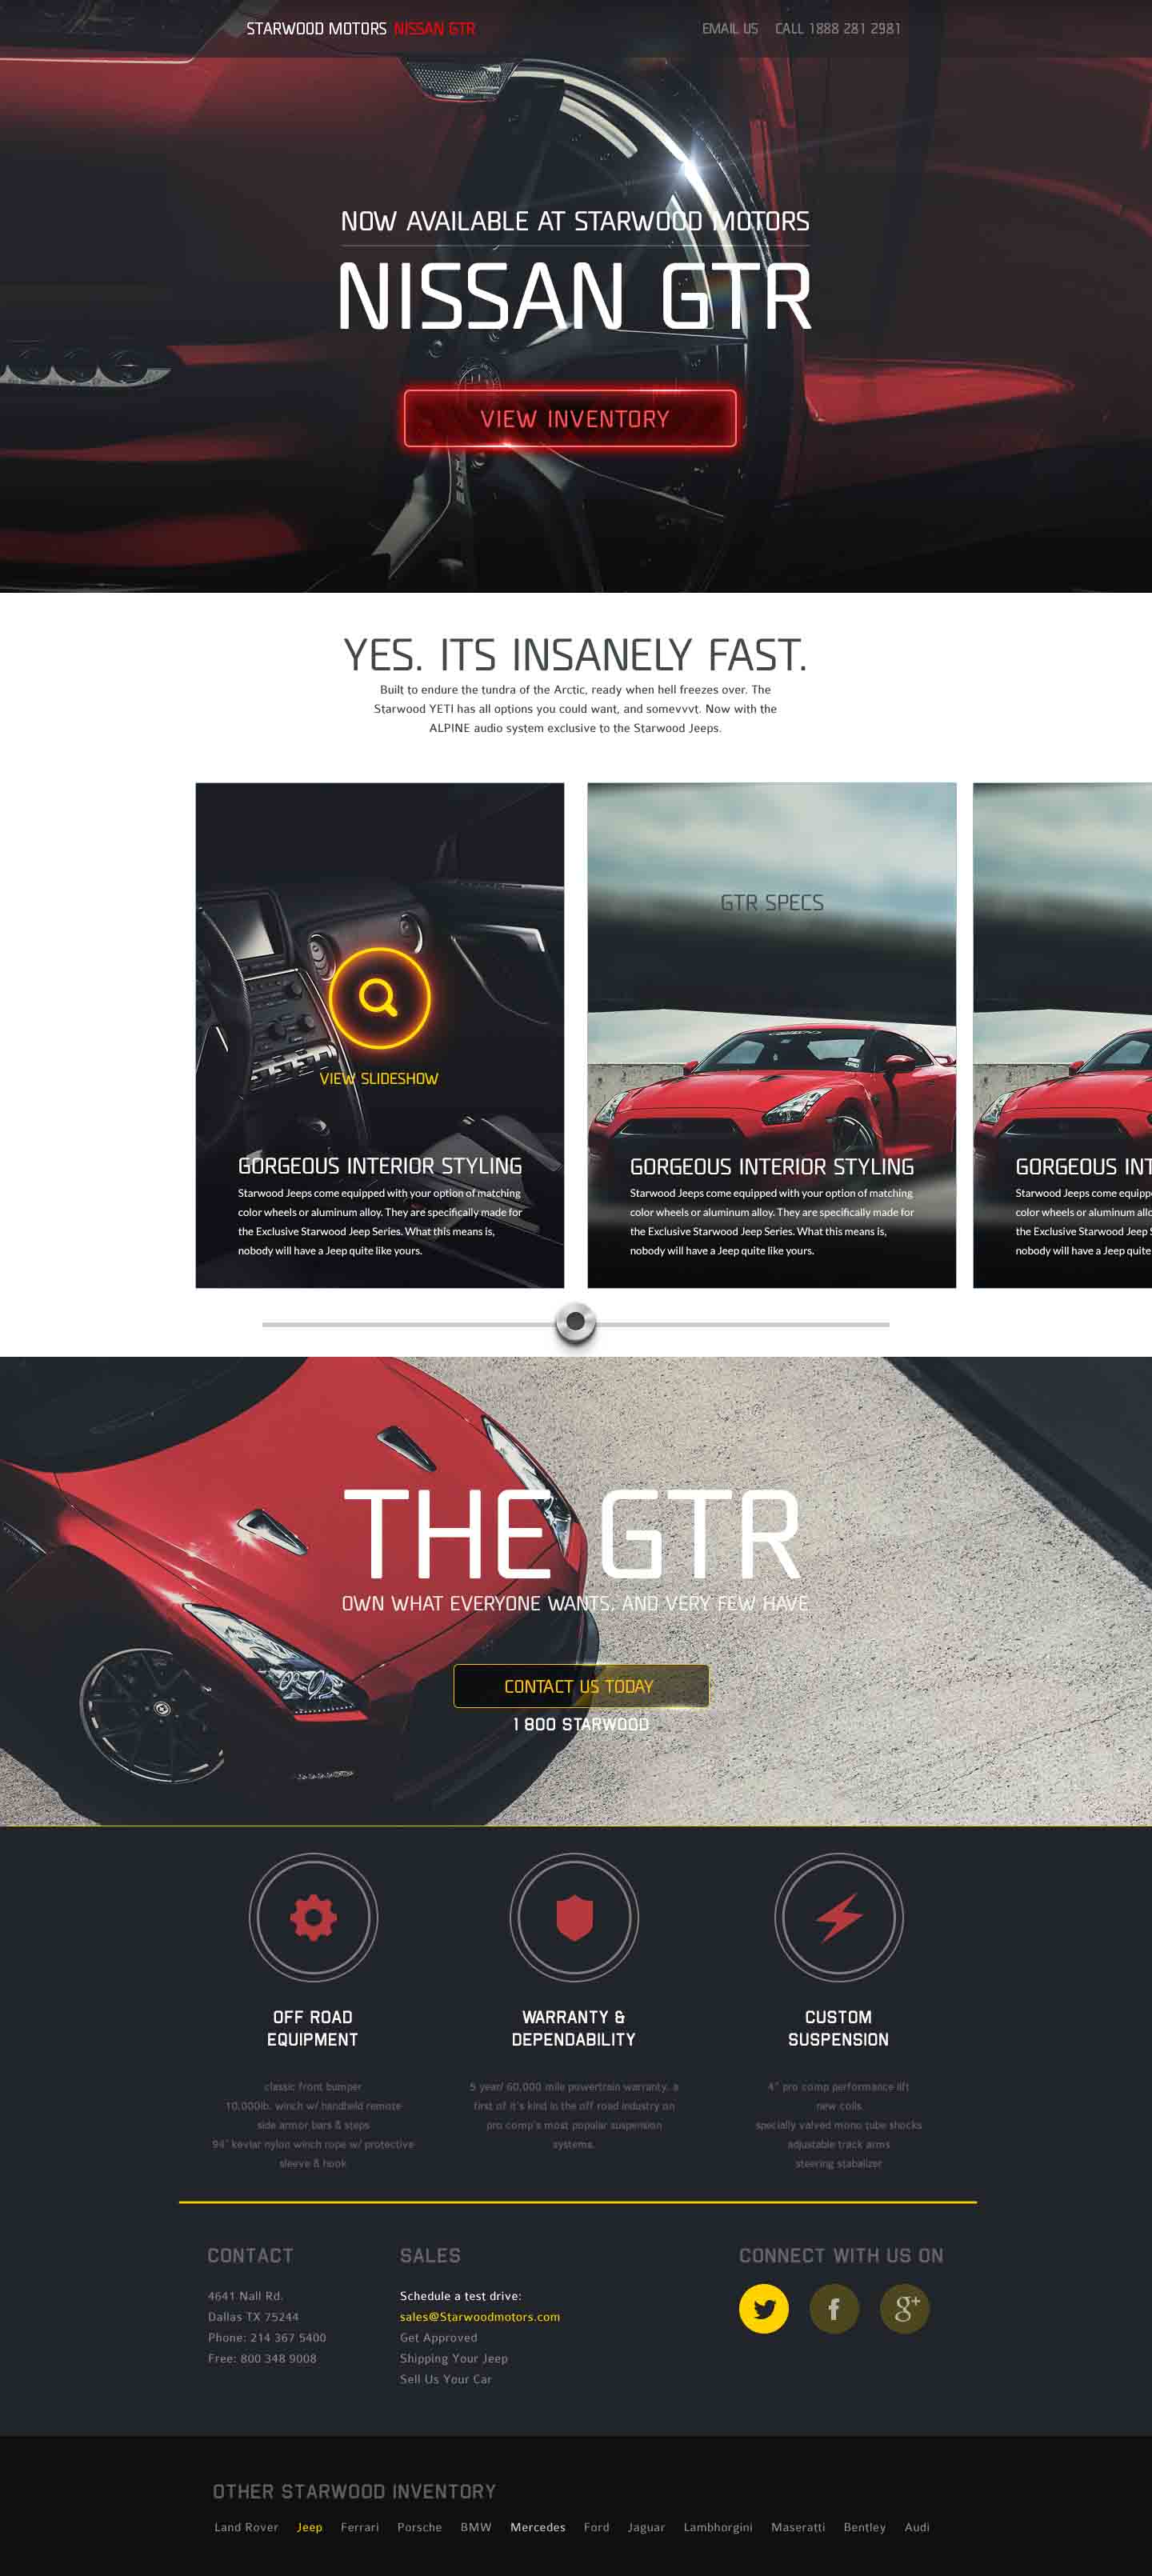 STARWOOD MOTORS NISSAN GTR
EMAIL US CALL 1888 281 2981
NOW AVAILABLE AT STARWOOD MOTORS
NISSAN GTR
VIEW INVENTORY
YES. ITS INSANELY FAST.
Built to endure the tundra of the Arctic, ready when hell freezes over. The
Starwood YETI has all options you could want, and somevvvt. Now with the
ALPINE audio system exclusive to the Starwood Jeeps.
VIEW SLIDESHOW
GORGEOUS INTERIOR STYLING
Starwood Jeeps come equipped with your option of matching
color wheels or aluminum alloy. They are specifically made for
the Exclusive Starwood Jeep Series. What this means is,
nobody will have a Jeep quite like yours.
GTR SPECS
GORGEOUS INTERIOR STYLING
Starwood Jeeps come equipped with your option of matching
color wheels or aluminum alloy. They are specifically made for
the Exclusive Starwood Jeep Series. What this means is,
nobody will have a Jeep quite like yours.
GORGEOUS INT
Starwood Jeeps come equipp
color wheels or aluminum allo
the Exclusive Starwood Jeep S
nobody will have a Jeep quite
THE GTR
OWN WHAT EVERYONE WANTS, AND VERY FEW HAVE
CONTACT US TODAY
1 800 STARWOOD
OFF ROAD
EQUIPMENT
classic front bumper
10,000lb. winch w/ handheld remote
side armor bars & steps
94" kevlar nylon winch rope w/ protective
sleeve & hook
WARRANTY &
DEPENDABILITY
5 year/ 60,000 mile powertrain warranty. a
first of it's kind in the off road industry on
pro comp's most popular suspension
systems.
CUSTOM
SUSPENSION
4" pro comp performance lift
new coils.
specially valved mono tube shocks
adjustable track arms
steering stabalizer
CONTACT
4641 Nall Rd.
Dallas TX 75244
Phone: 214 367 5400
Free: 800 348 9008
SALES
Schedule a test drive:
sales@Starwoodmotors.com
Get Approved
Shipping Your Jeep
Sell Us Your Car
CONNECT WITH US ON
OTHER STARWOOD INVENTORY
Land Rover Jeep Ferrari Porsche BMW Mercedes Ford Jaguar Lambhorgini Maseratti Bentley Audi